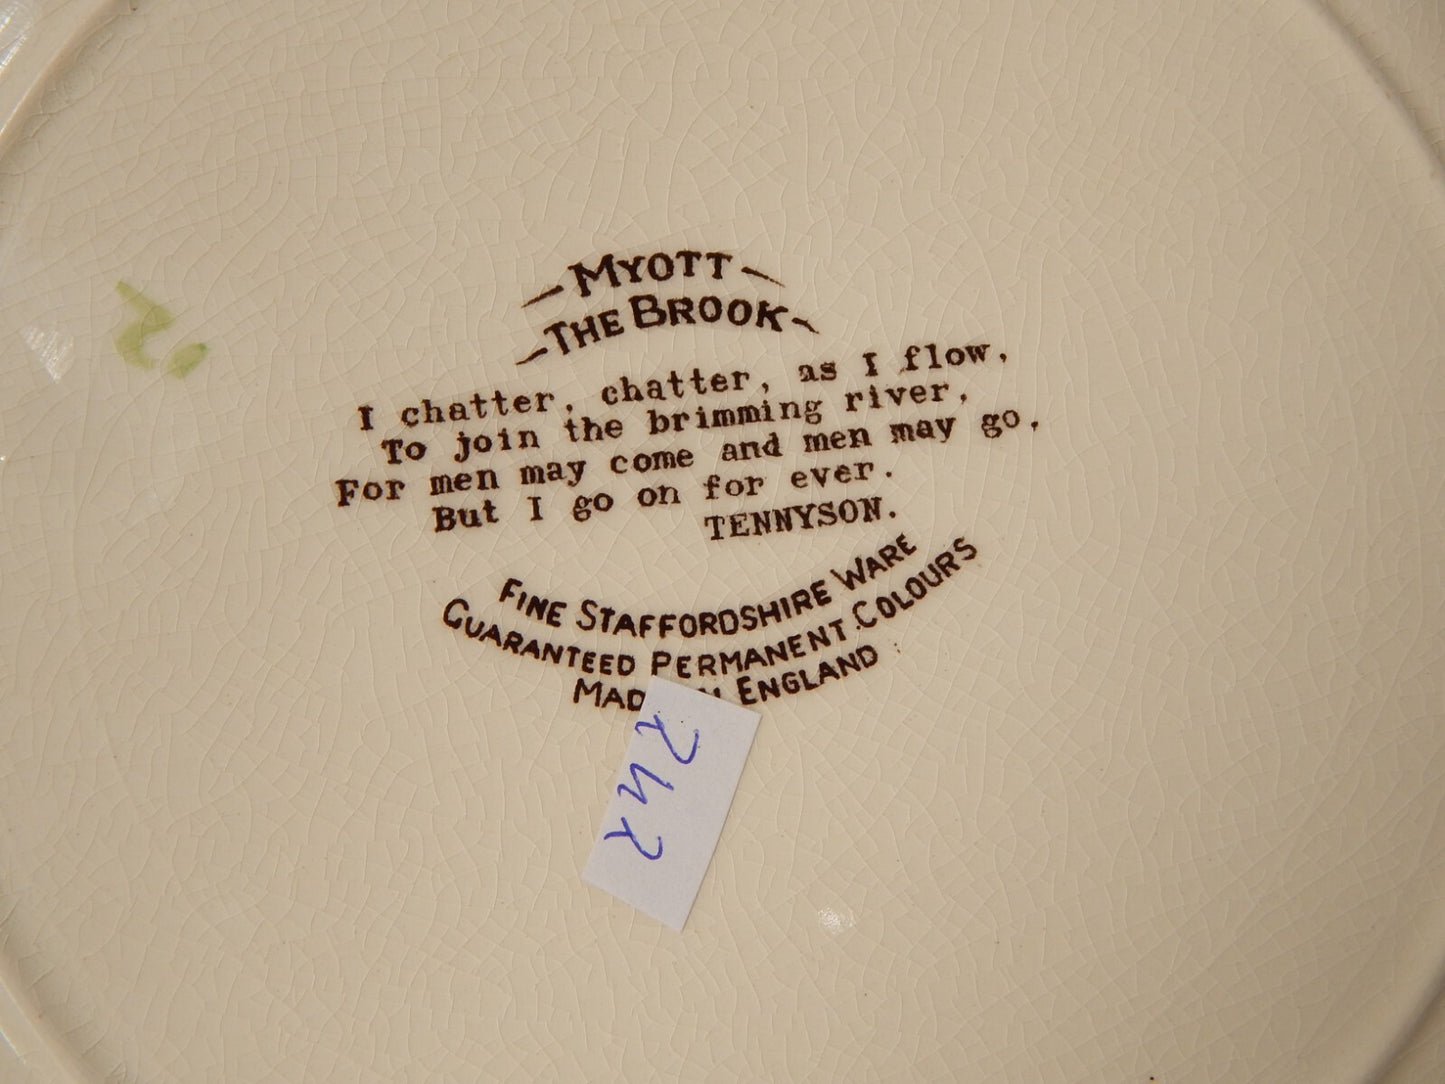 MYOTT
THE BROOK
I chatter, chatter, as I flow,
To join the brimming river,
For men may come and men may go,
But I go on for ever.
TENNYSON.
FINE STAFFORDSHIRE WARE
GUARANTEED PERMANENT COLOURS
ENGLAND